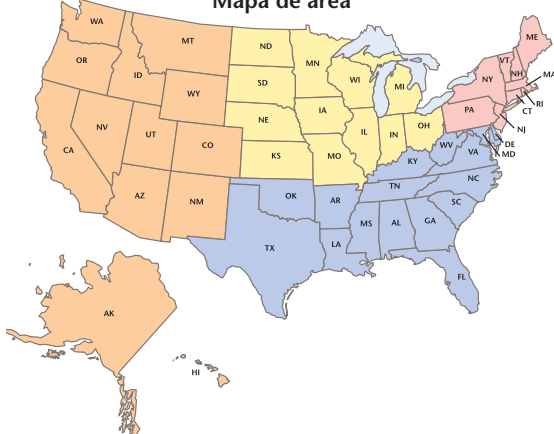 Mapa de área
WA
MT
ND
MN
ME
VT
NH
MA
OR
ID
SD
WI
MI
NY
RI
CT
WY
IA
PA
NJ
NV
UT
NE
IL
IN
OH
DE
MD
CA
CO
KS
MO
KY
WV
VA
AZ
NM
OK
AR
TN
NC
SC
TX
LA
MS
AL
GA
FL
AK
HI